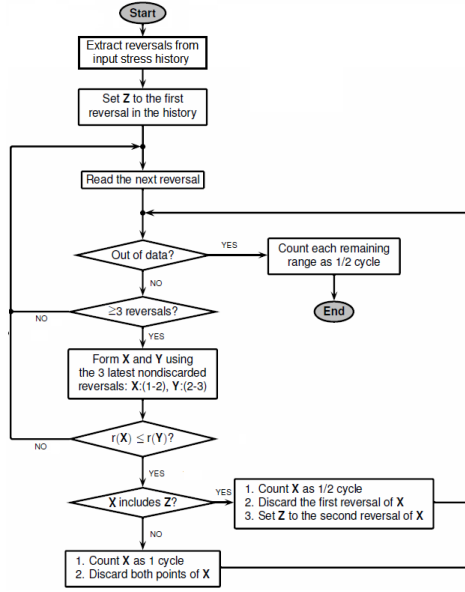 Start
Extract reversals from
input stress history
Set Z to the first
reversal in the history
Read the next reversal
Out of data?
YES
Count each remaining
range as 1/2 cycle
End
NO
≥3 reversals?
NO
YES
Form X and Y using
the 3 latest nondiscarded
reversals: X:(1-2), Y:(2-3)
r(X) ≤ r(Y)?
NO
YES
X includes Z?
YES
1. Count X as 1/2 cycle
2. Discard the first reversal of X
3. Set Z to the second reversal of X
NO
1. Count X as 1 cycle
2. Discard both points of X